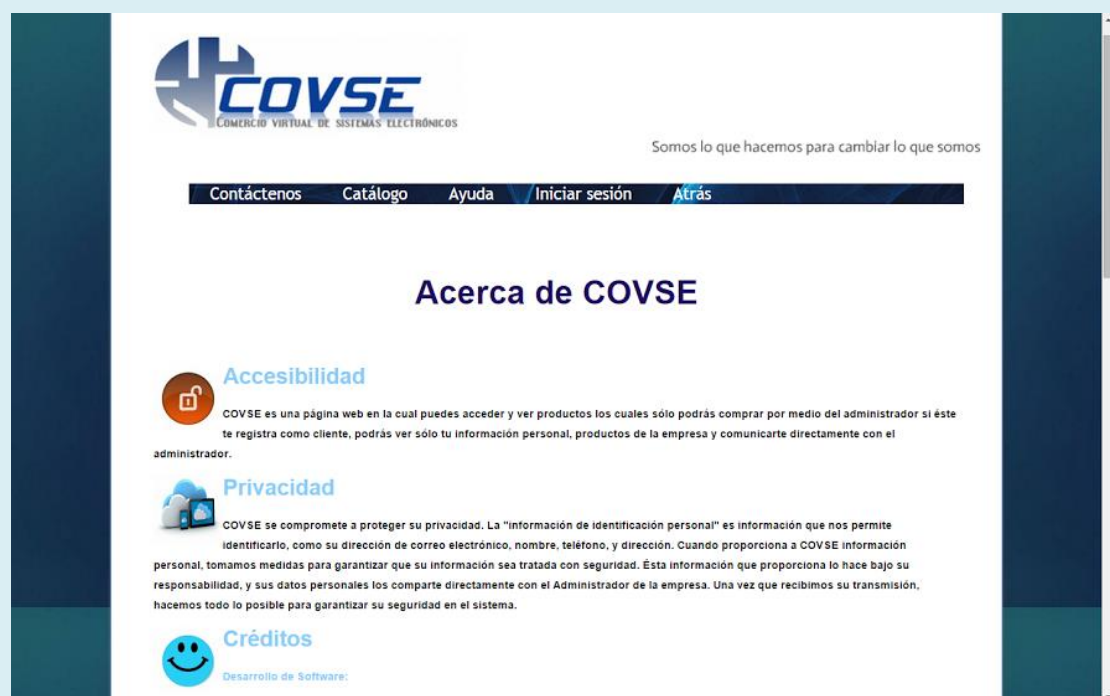 COVSE
COMERCIO VIRTUAL DE SISTEMAS ELECTRÓNICOS
Somos lo que hacemos para cambiar lo que somos
Contáctenos Catálogo Ayuda Iniciar sesión Atrás
Acerca de COVSE
Accesibilidad
COVSE es una página web en la cual puedes acceder y ver productos los cuales sólo podrás comprar por medio del administrador si éste
te registra como cliente, podrás ver sólo tu información personal, productos de la empresa y comunicarte directamente con el
administrador.
Privacidad
COVSE se compromete a proteger su privacidad. La "información de identificación personal" es información que nos permite
identificarlo, como su dirección de correo electrónico, nombre, teléfono, y dirección. Cuando proporciona a COVSE información
personal, tomamos medidas para garantizar que su información sea tratada con seguridad. Ésta información que proporciona lo hace bajo su
responsabilidad, y sus datos personales los comparte directamente con el Administrador de la empresa. Una vez que recibimos su transmisión,
hacemos todo lo posible para garantizar su seguridad en el sistema.
Créditos
Desarrollo de Software: